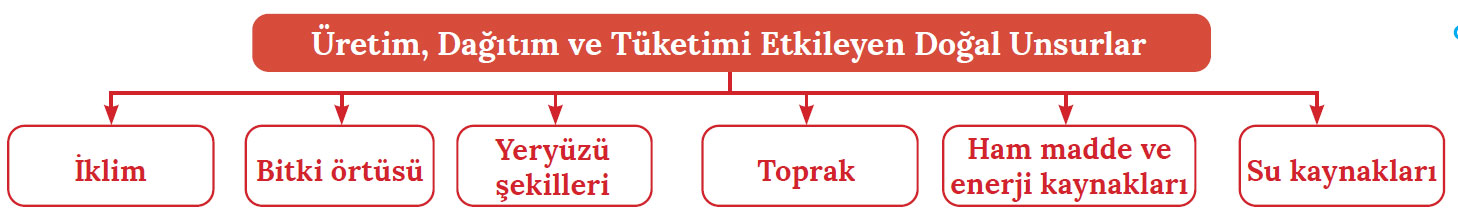 Üretim, Dağıtım ve Tüketimi Etkileyen Doğal Unsurlar
İklim
Bitki örtüsü
Yeryüzü
şekilleri
Toprak
Ham madde ve
enerji kaynakları
Su kaynakları